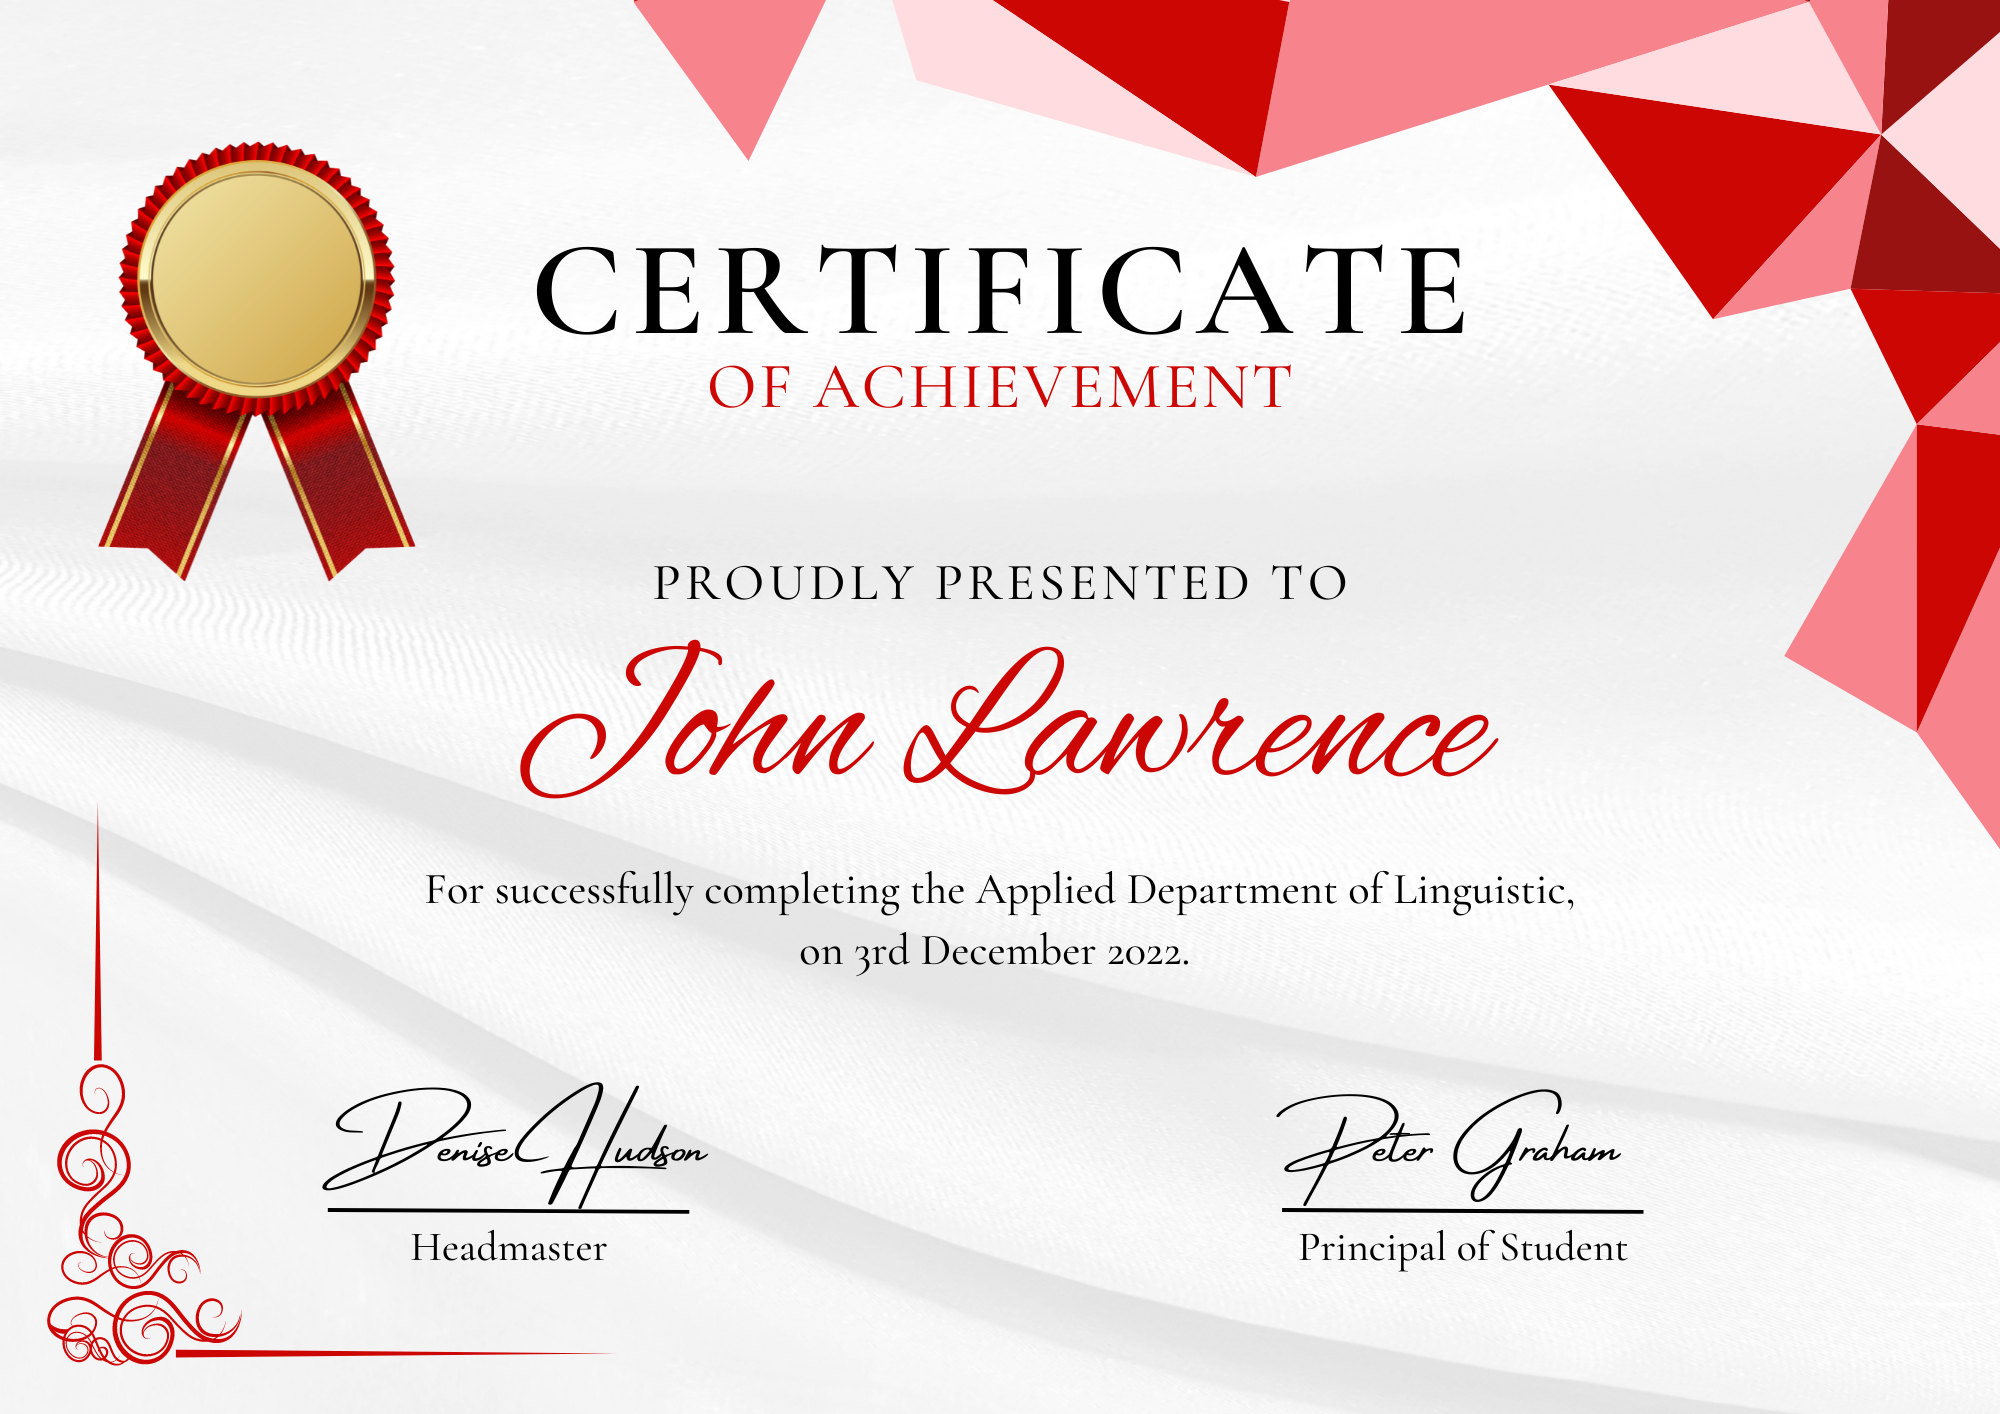 CERTIFICATE
OF ACHIEVEMENT
PROUDLY PRESENTED TO
John Lawrence
For successfully completing the Applied Department of Linguistic,
on 3rd December 2022.
Denise Hudson
Headmaster
Peter Graham
Principal of Student